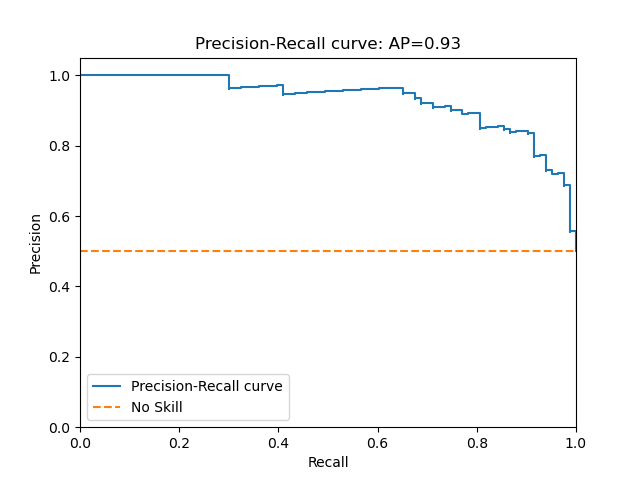 Precision-Recall curve: AP=0.93
Precision
1.0
0.8
0.6
0.4
0.2
0.0
Precision-Recall curve
No Skill
0.0 0.2 0.4 0.6 0.8 1.0
Recall